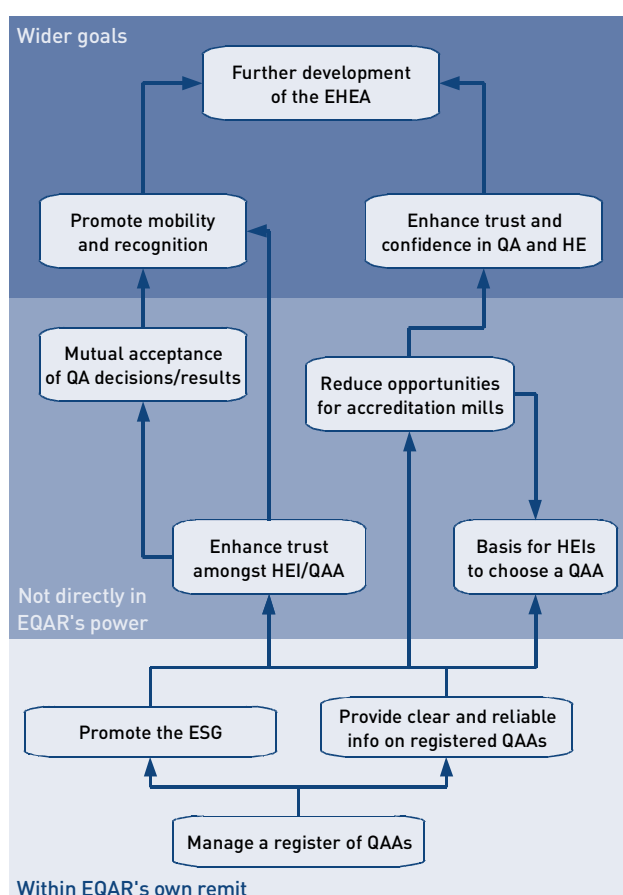 Wider goals
Further development
of the EHEA
Promote mobility
and recognition
Enhance trust and
confidence in QA and HE
Mutual acceptance
of QA decisions/results
Reduce opportunities
for accreditation mills
Enhance trust
amongst HEI/QAA
Basis for HEIs
to choose a QAA
Not directly in
EQAR's power
Promote the ESG
Provide clear and reliable
info on registered QAAs
Manage a register of QAAs
Within EQAR's own remit